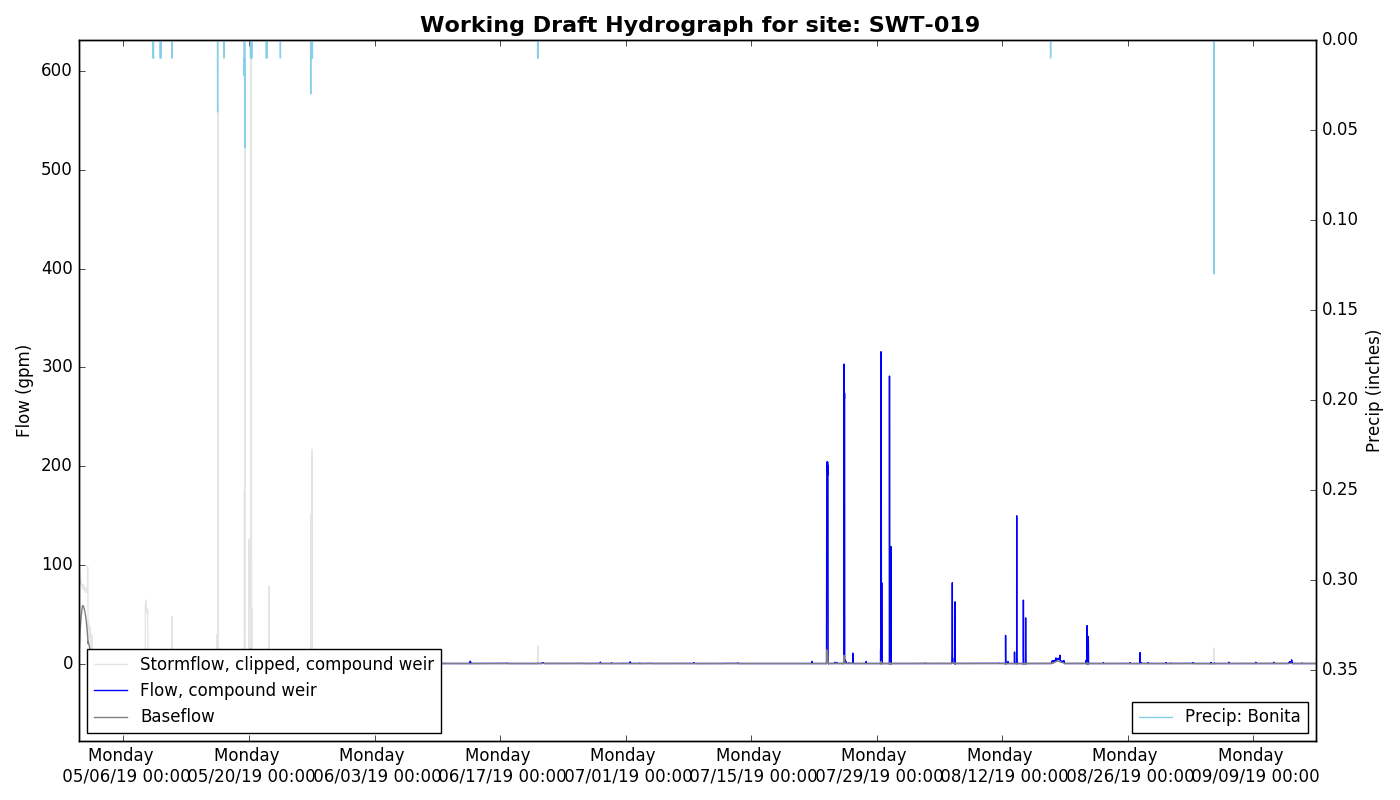 Working Draft Hydrograph for site: SWT-019
600
500
400
300
200
100
0
Flow (gpm)
0.00
0.05
0.10
0.15
0.20
0.25
0.30
0.35
Precip (inches)
Stormflow, clipped, compound weir
Flow, compound weir
Baseflow
Precip: Bonita
Monday Monday Monday Monday Monday Monday Monday Monday Monday Monday
05/06/19 00:00 05/20/19 00:00 06/03/19 00:00 06/17/19 00:00 07/01/19 00:00 07/15/19 00:00 07/29/19 00:00 08/12/19 00:00 08/26/19 00:00 09/09/19 00:00